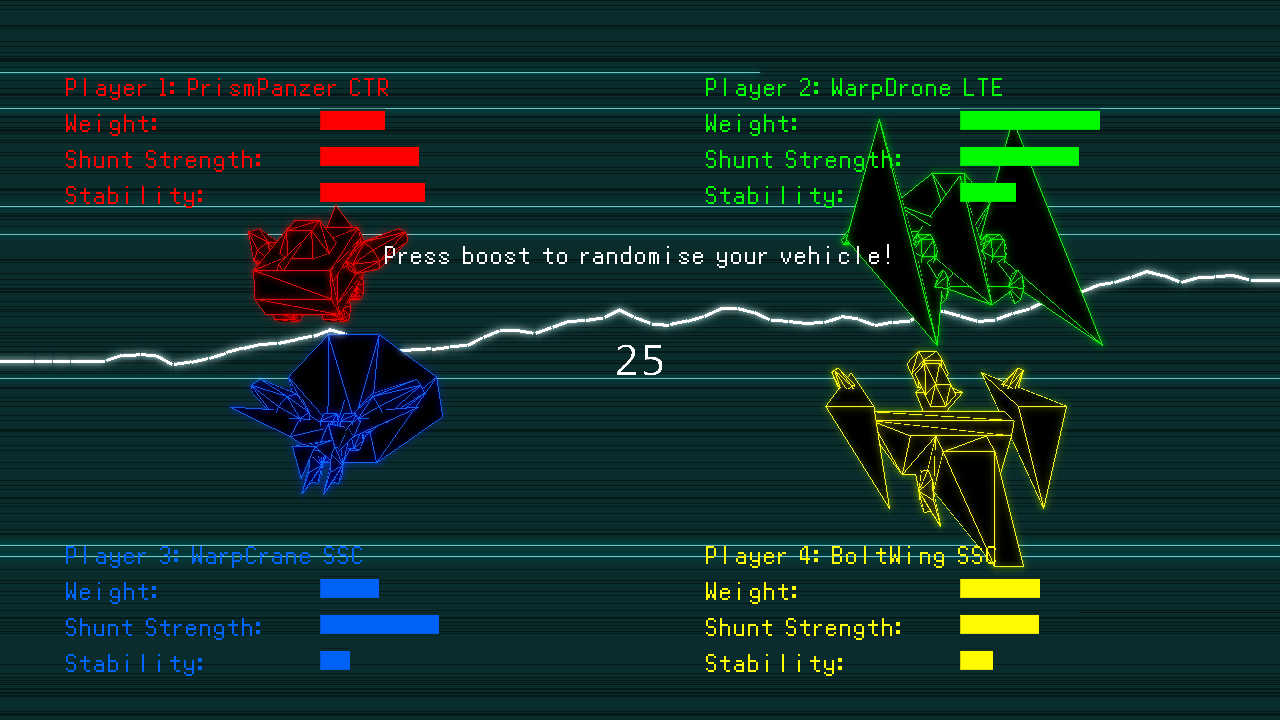 Player 1: PrismPanzer CTR
Weight:
Shunt Strength:
Stability:
Player 2: WarpDrone LTE
Weight:
Shunt Strength:
Stability:
Press boost to randomise your vehicle!
25
Player 3: WarpCrane SSC
Weight:
Shunt Strength:
Stability:
Player 4: BoltWing SSC
Weight:
Shunt Strength:
Stability: